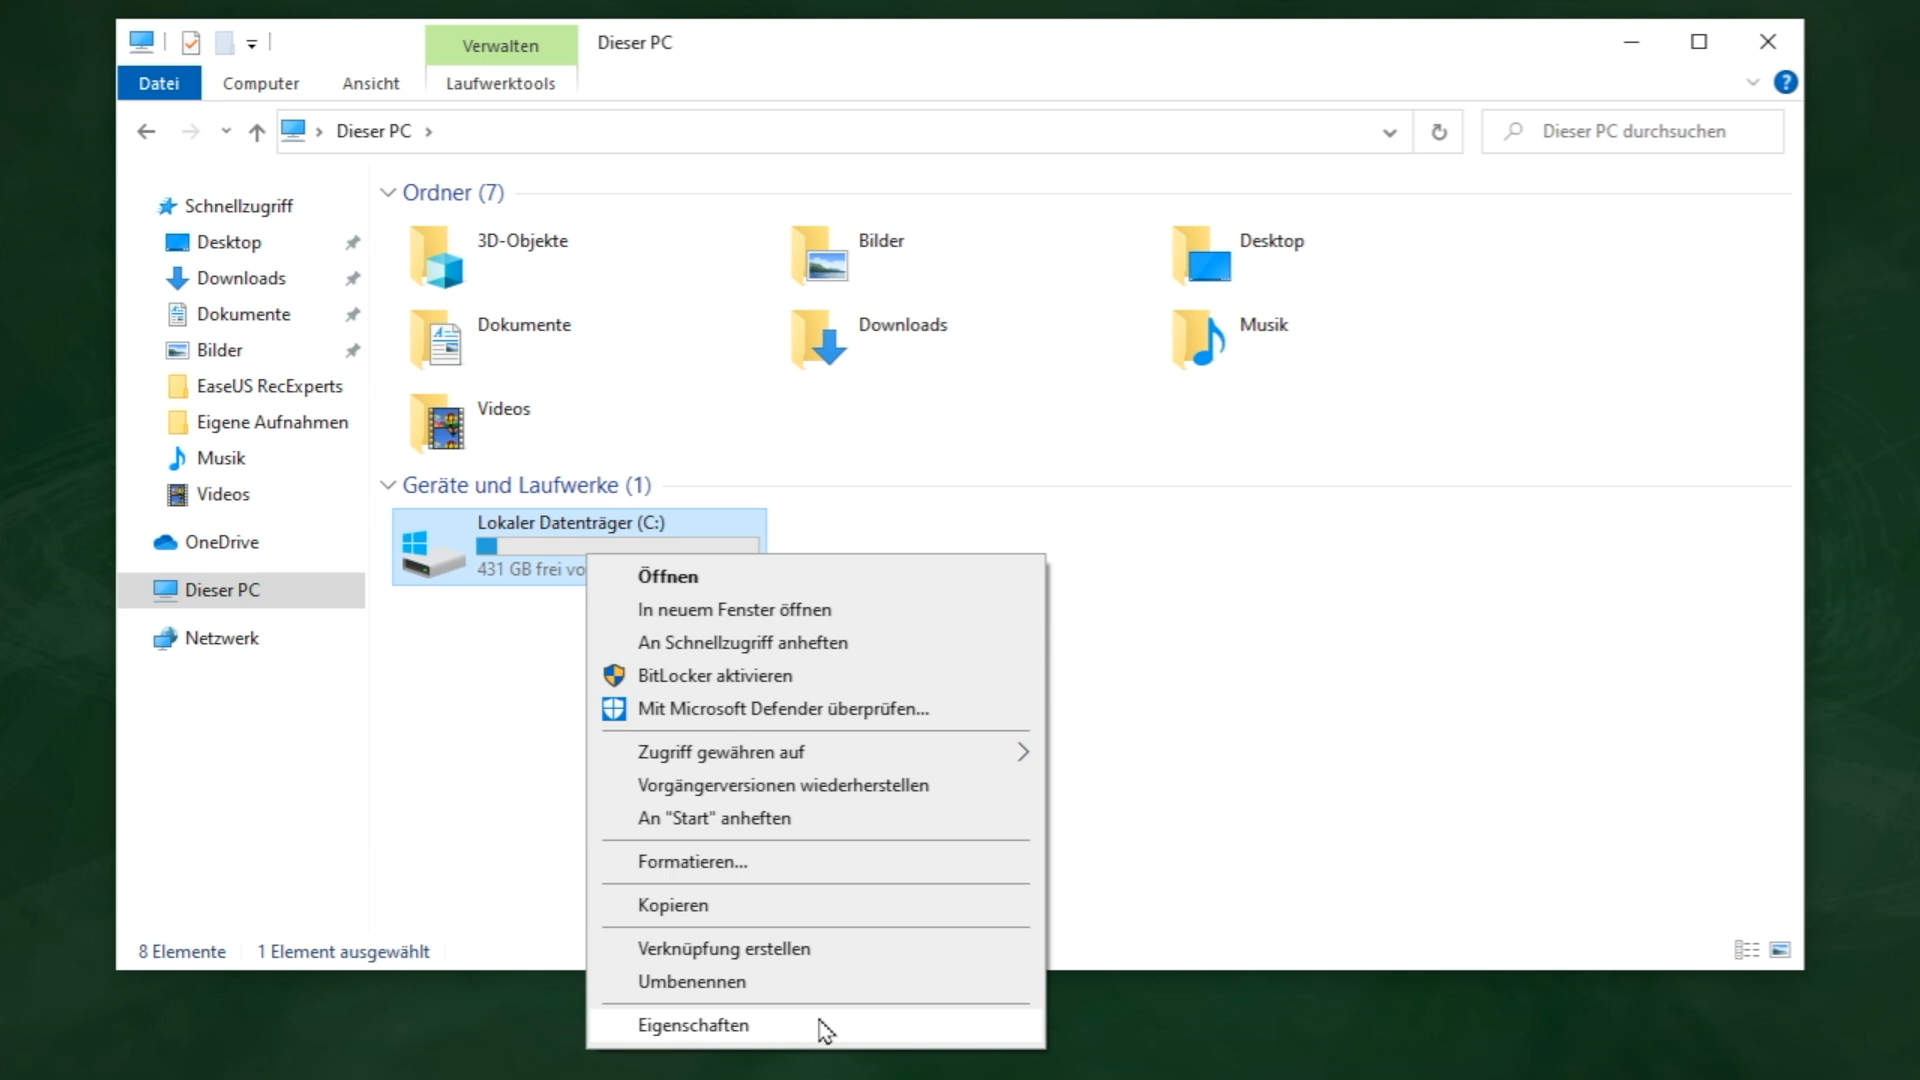 Verwalten
Dieser PC
Datei
Computer
Ansicht
Laufwerktools
Dieser PC
Dieser PC durchsuchen
Schnellzugriff
Desktop
Downloads
Dokumente
Bilder
EaseUS RecExperts
Eigene Aufnahmen
Musik
Videos
OneDrive
Dieser PC
Netzwerk
Ordner (7)
3D-Objekte
Bilder
Desktop
Dokumente
Downloads
Musik
Videos
Geräte und Laufwerke (1)
Lokaler Datenträger (C:)
431 GB frei vo
Öffnen
In neuem Fenster öffnen
An Schnellzugriff anheften
BitLocker aktivieren
Mit Microsoft Defender überprüfen...
Zugriff gewähren auf
Vorgängerversionen wiederherstellen
An "Start" anheften
Formatieren...
Kopieren
Verknüpfung erstellen
Umbenennen
Eigenschaften
8 Elemente
1 Element ausgewählt